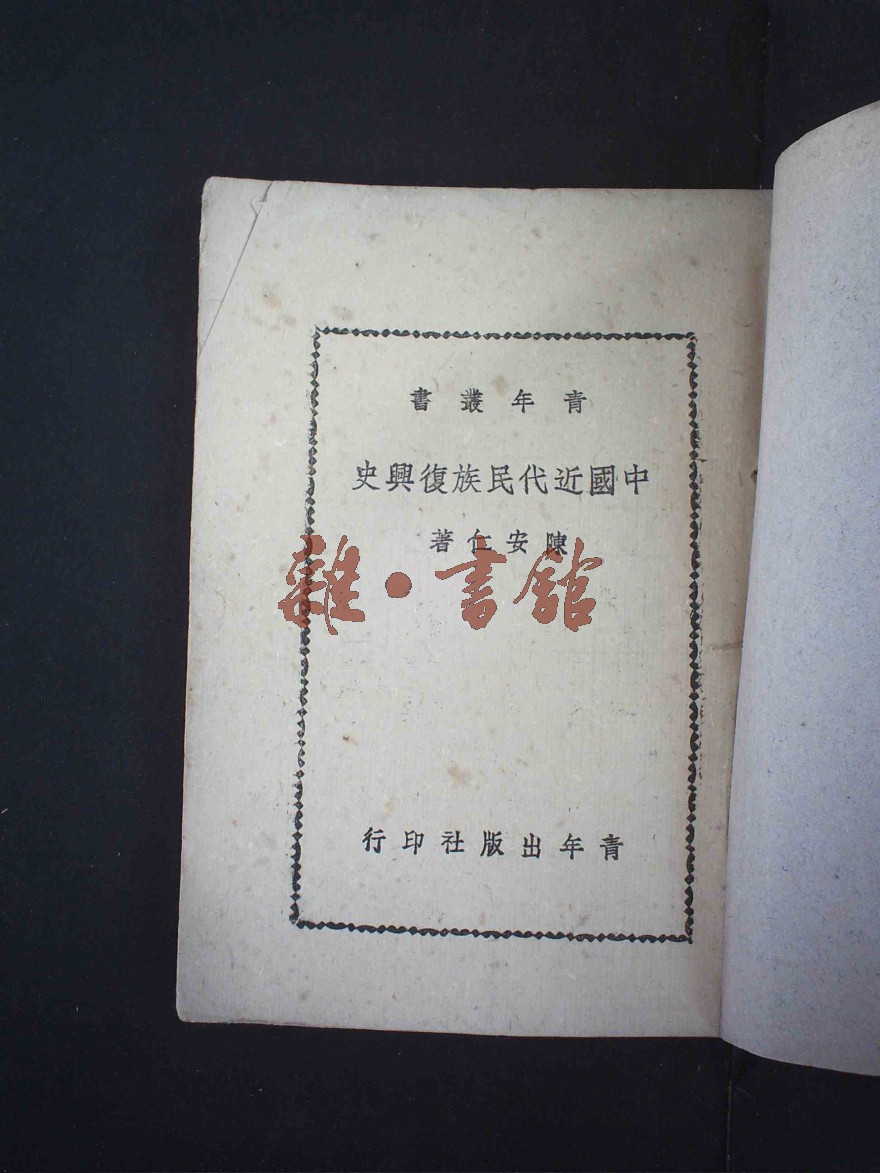 青年叢書
中國近代民族復興史
陳安仁著
雜·書館
青年出版社印行